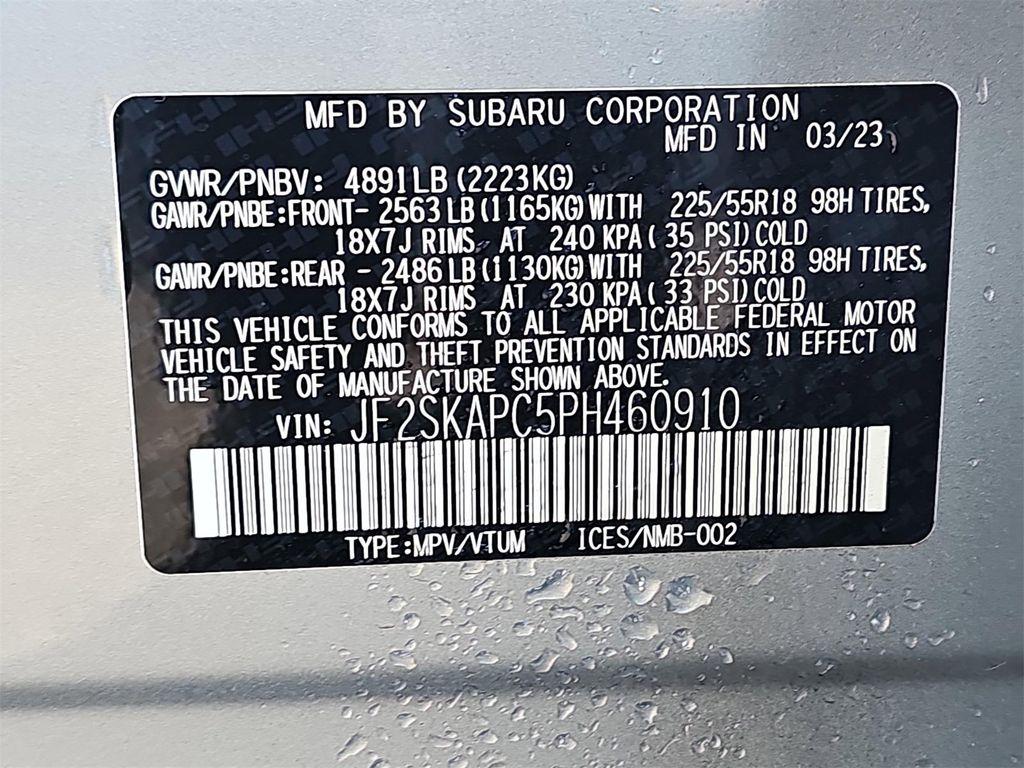 MFD BY SUBARU CORPORATION
MFD IN 03/23
GVWR/PNBV: 4891LB(2223KG)
GAWR/PNBE:FRONT- 2563LB(1165KG)WITH 225/55R18 98H TIRES,
18X7J RIMS AT 240 KPA( 35 PSI)COLD
GAWR/PNBE:REAR - 2486LB(1130KG)WITH 225/55R18 98H TIRES,
18X7J RIMS AT 230 KPA( 33 PSI)COLD
THIS VEHICLE CONFORMS TO ALL APPLICABLE FEDERAL MOTOR
VEHICLE SAFETY AND THEFT PREVENTION STANDARDS IN EFFECT ON
THE DATE OF MANUFACTURE SHOWN ABOVE.
VIN: JF2SKAPC5PH460910
TYPE:MPV/VTUM ICES/NMB-002